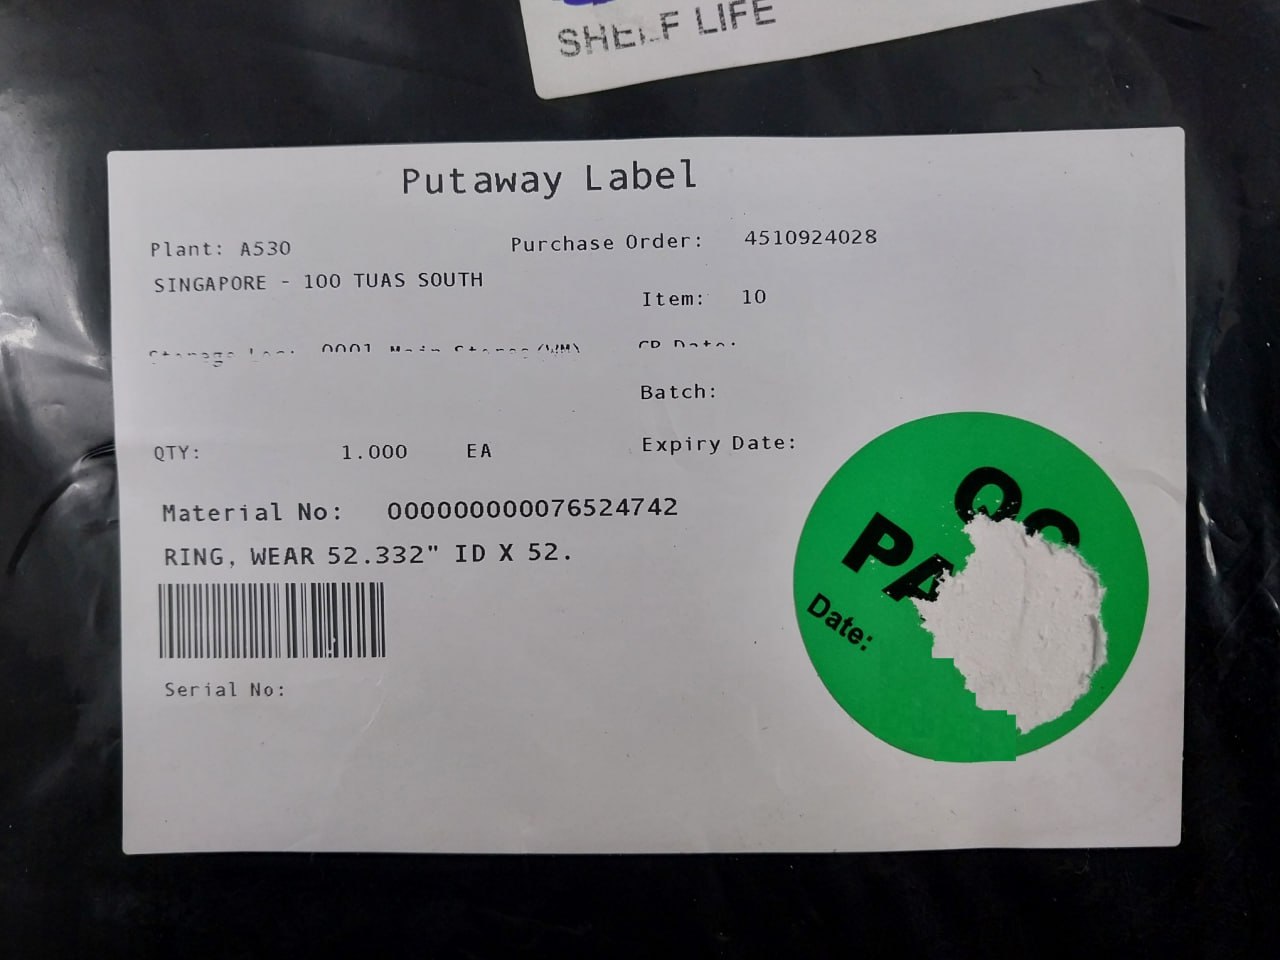 SHELF LIFE
Putaway Label
Plant: A530
Purchase Order: 4510924028
SINGAPORE - 100 TUAS SOUTH
Item: 10
Batch:
QTY: 1.000 EA
Expiry Date:
Material No: 000000000076524742
RING, WEAR 52.332" ID X 52.
Serial No:
Date: